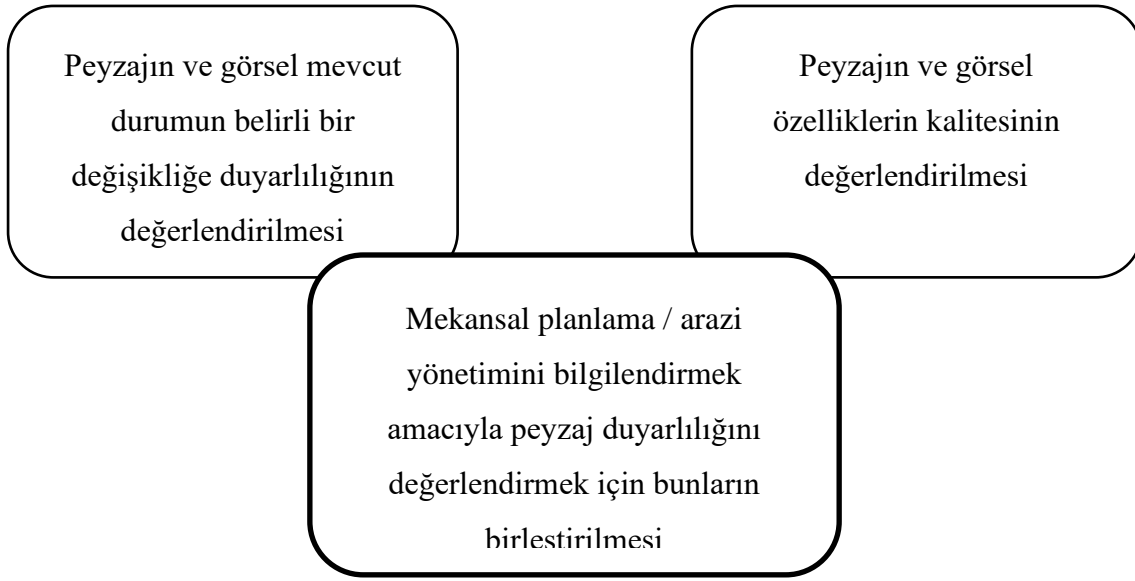 Peyzajın ve görsel mevcut
durumun belirli bir
değişikliğe duyarlılığının
değerlendirilmesi
Peyzajın ve görsel
özelliklerin kalitesinin
değerlendirilmesi
Mekansal planlama / arazi
yönetimini bilgilendirmek
amacıyla peyzaj duyarlılığını
değerlendirmek için bunların
birleştirilmesi